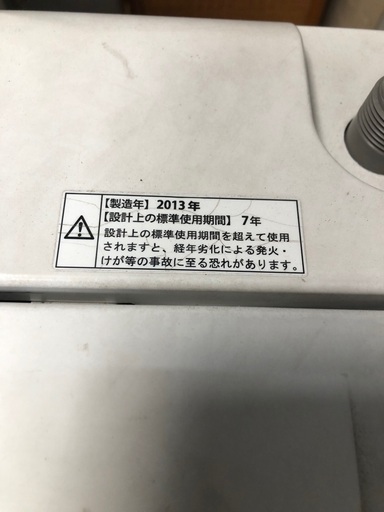 【製造年】2013年
【設計上の標準使用期間】7年
設計上の標準使用期間を超えて使用
されますと、経年劣化による発火・
けが等の事故に至る恐れがあります。